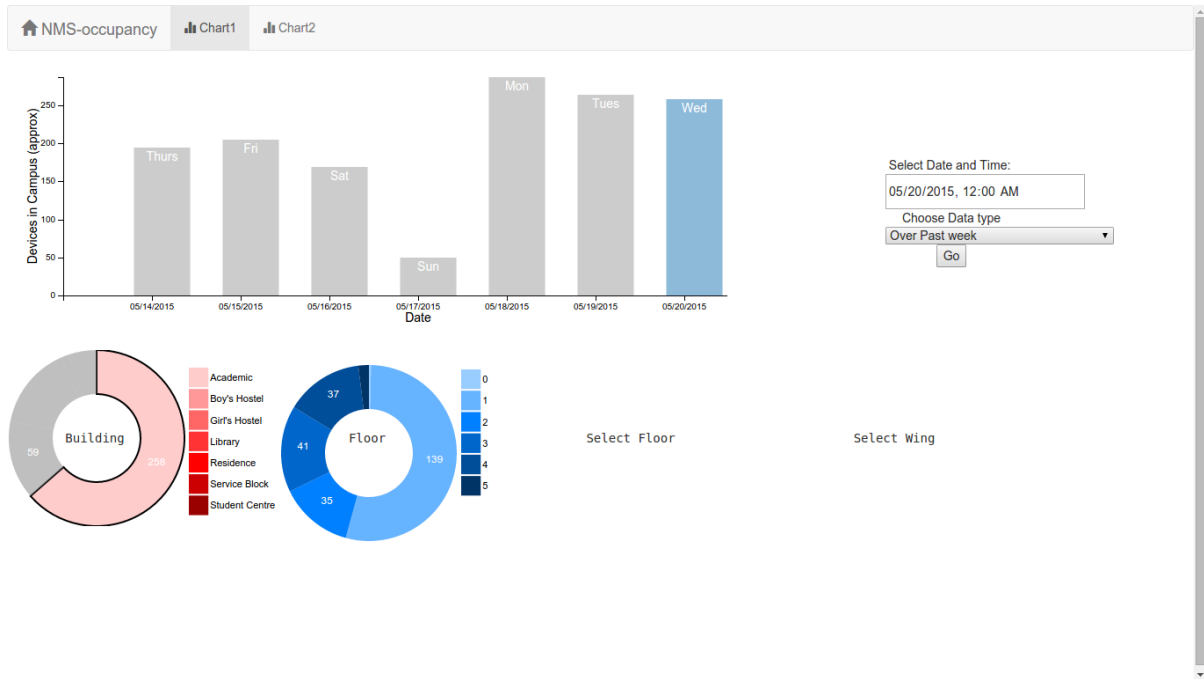 NMS-occupancy Chart1 Chart2
Devices in Campus (approx)
250
200
150
100
50
0
Thurs
Fri
Sat
Sun
Mon
Tues
Wed
05/14/2015 05/15/2015 05/16/2015 05/17/2015 05/18/2015 05/19/2015 05/20/2015
Date
Select Date and Time:
05/20/2015, 12:00 AM
Choose Data type
Over Past week
Go
Building
59
258
Academic
Boy's Hostel
Girl's Hostel
Library
Residence
Service Block
Student Centre
Floor
37
41
35
139
0
1
2
3
4
5
Select Floor
Select Wing